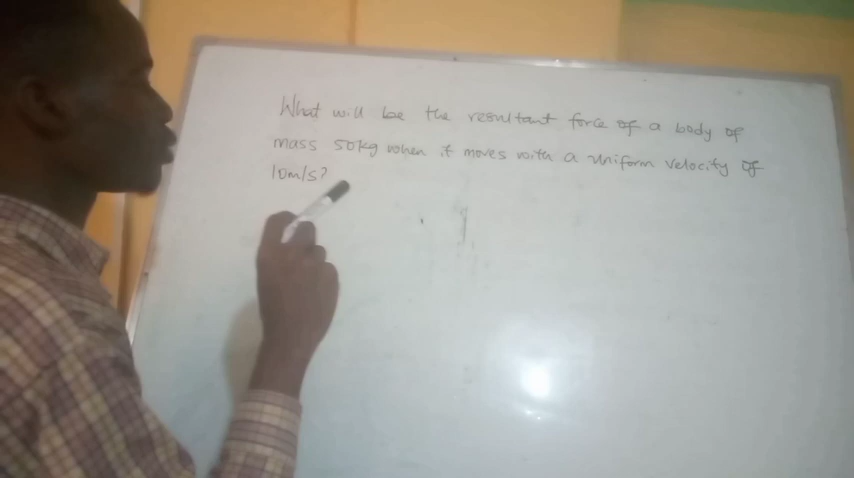 What will be the resultant force of a body of
mass 50kg when it moves with a uniform velocity of
10m/s?